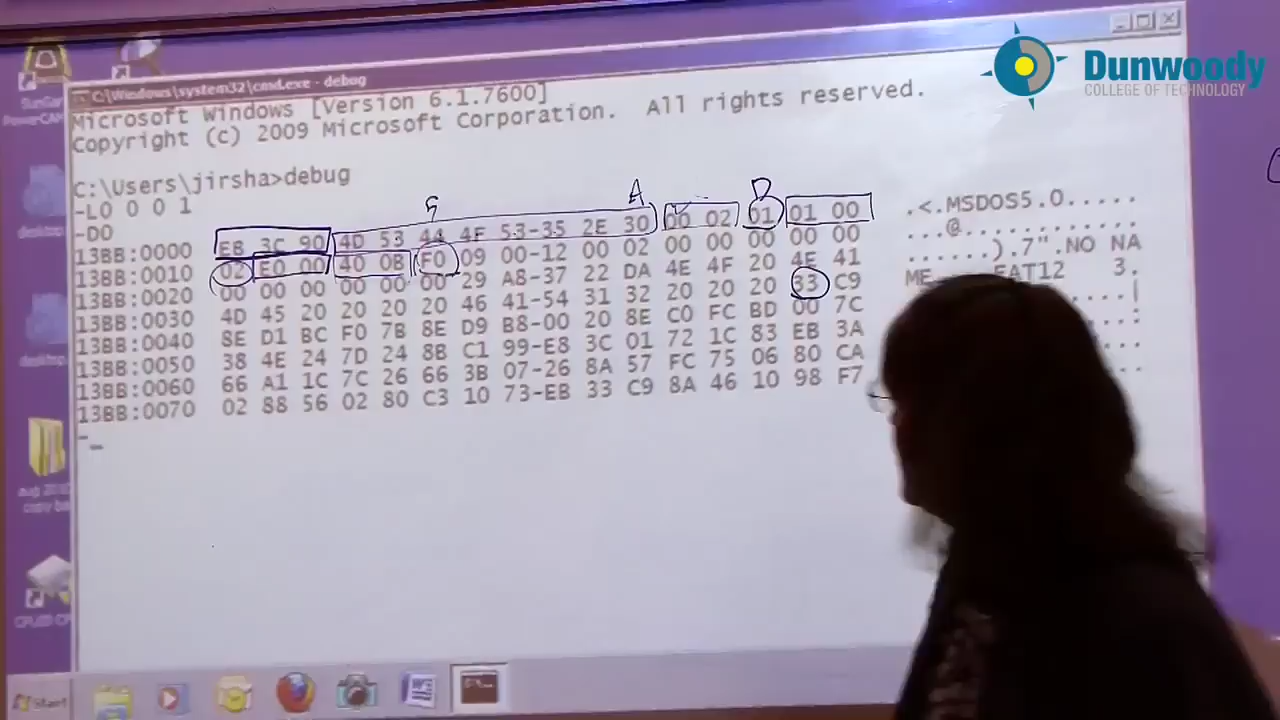 Dunwoody
COLLEGE OF TECHNOLOGY
C:\Windows\system32\cmd.exe - debug
Microsoft Windows [Version 6.1.7600]
Copyright (c) 2009 Microsoft Corporation. All rights reserved.
C:\Users\jirsha>debug
-L0 0 0 1
-D0
A
13BB:0000 EB 3C 90 4D 53 44 4F 53-35 2E 30 00 02 01 01 00 .<.MSDOS5.0.....
13BB:0010 02 E0 00 40 0B F0 09 00-12 00 02 00 00 00 00 00 ...@............
13BB:0020 00 00 00 00 00 00 29 A8-37 22 DA 4E 4F 20 4E 41 ......).7".NO NA
13BB:0030 4D 45 20 20 20 20 46 41-54 31 32 20 20 20 33 C9 ME FAT12 3.
13BB:0040 8E D1 BC F0 7B 8E D9 B8-00 20 8E C0 FC BD 00 7C
13BB:0050 38 4E 24 7D 24 8B C1 99-E8 3C 01 72 1C 83 EB 3A
13BB:0060 66 A1 1C 7C 26 66 3B 07-26 8A 57 FC 75 06 80 CA
13BB:0070 02 88 56 02 80 C3 10 73-EB 33 C9 8A 46 10 98 F7
-
desktop
desktop
Start